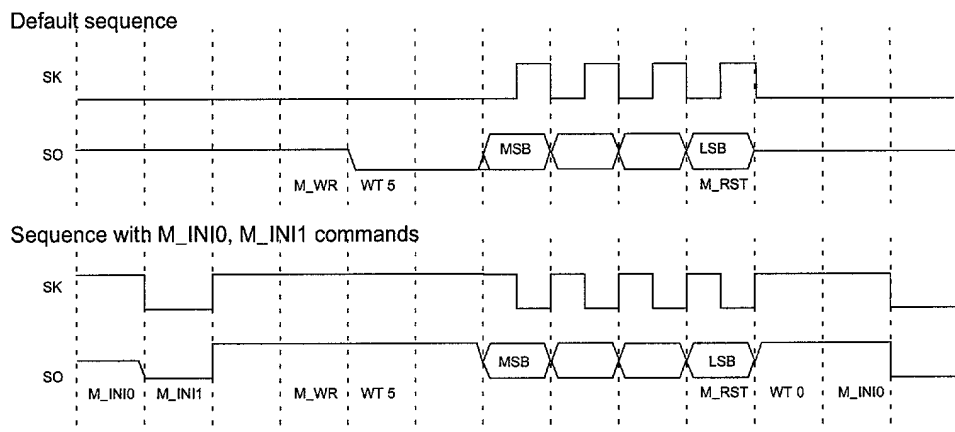 Default sequence
SK
SO MSB LSB
M_WR WT 5 M_RST
Sequence with M_INI0, M_INI1 commands
SK
SO MSB LSB
M_INI0 M_INI1 M_WR WT 5 M_RST WT 0 M_INI0